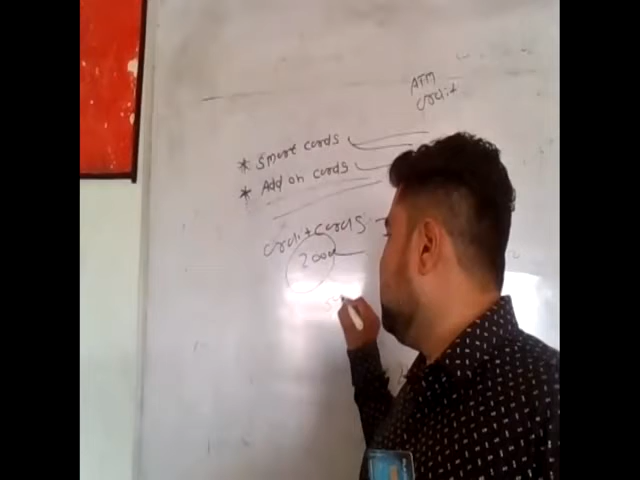 ATM
Credit
* Smart cards
* Add on cards
Credit cards
2000